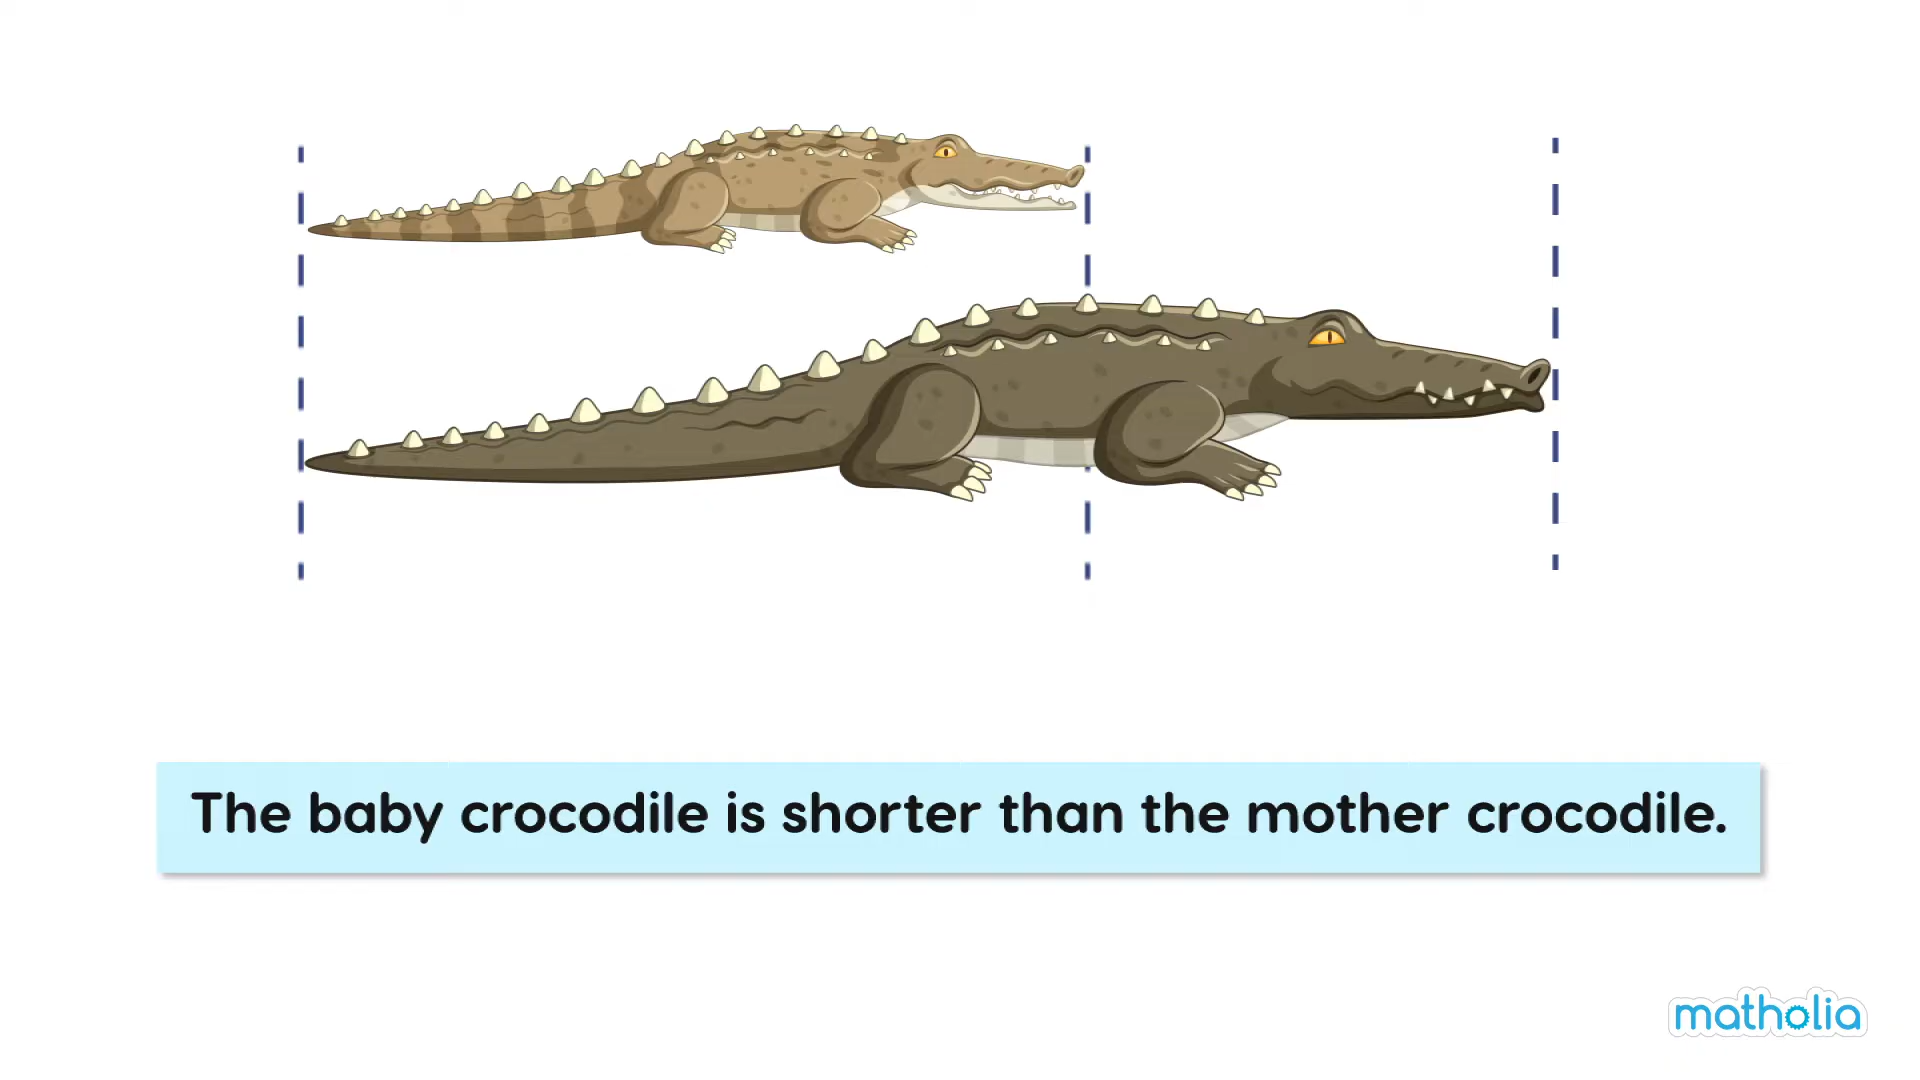 The baby crocodile is shorter than the mother crocodile.
matholia